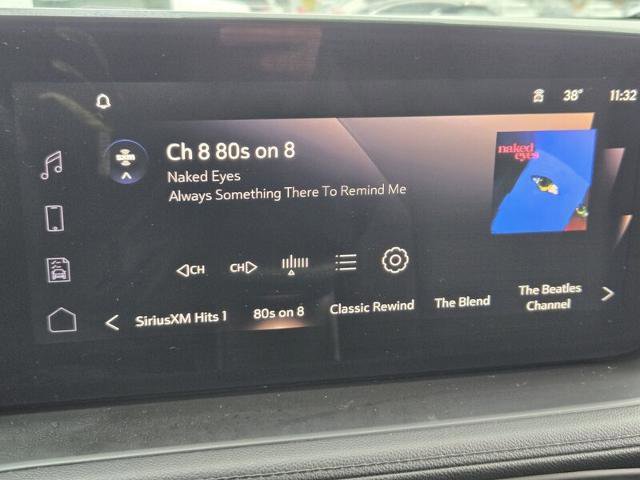 38°
11:32
Ch 8 80s on 8
Naked Eyes
Always Something There To Remind Me
naked
eyes
CH
CH
SiriusXM Hits 1
80s on 8
Classic Rewind
The Blend
The Beatles
Channel